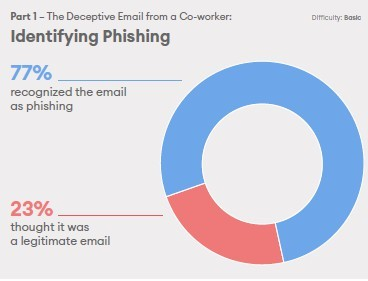 Part 1 – The Deceptive Email from a Co-worker:
Difficulty: Basic
Identifying Phishing
77%
recognized the email
as phishing
23%
thought it was
a legitimate email